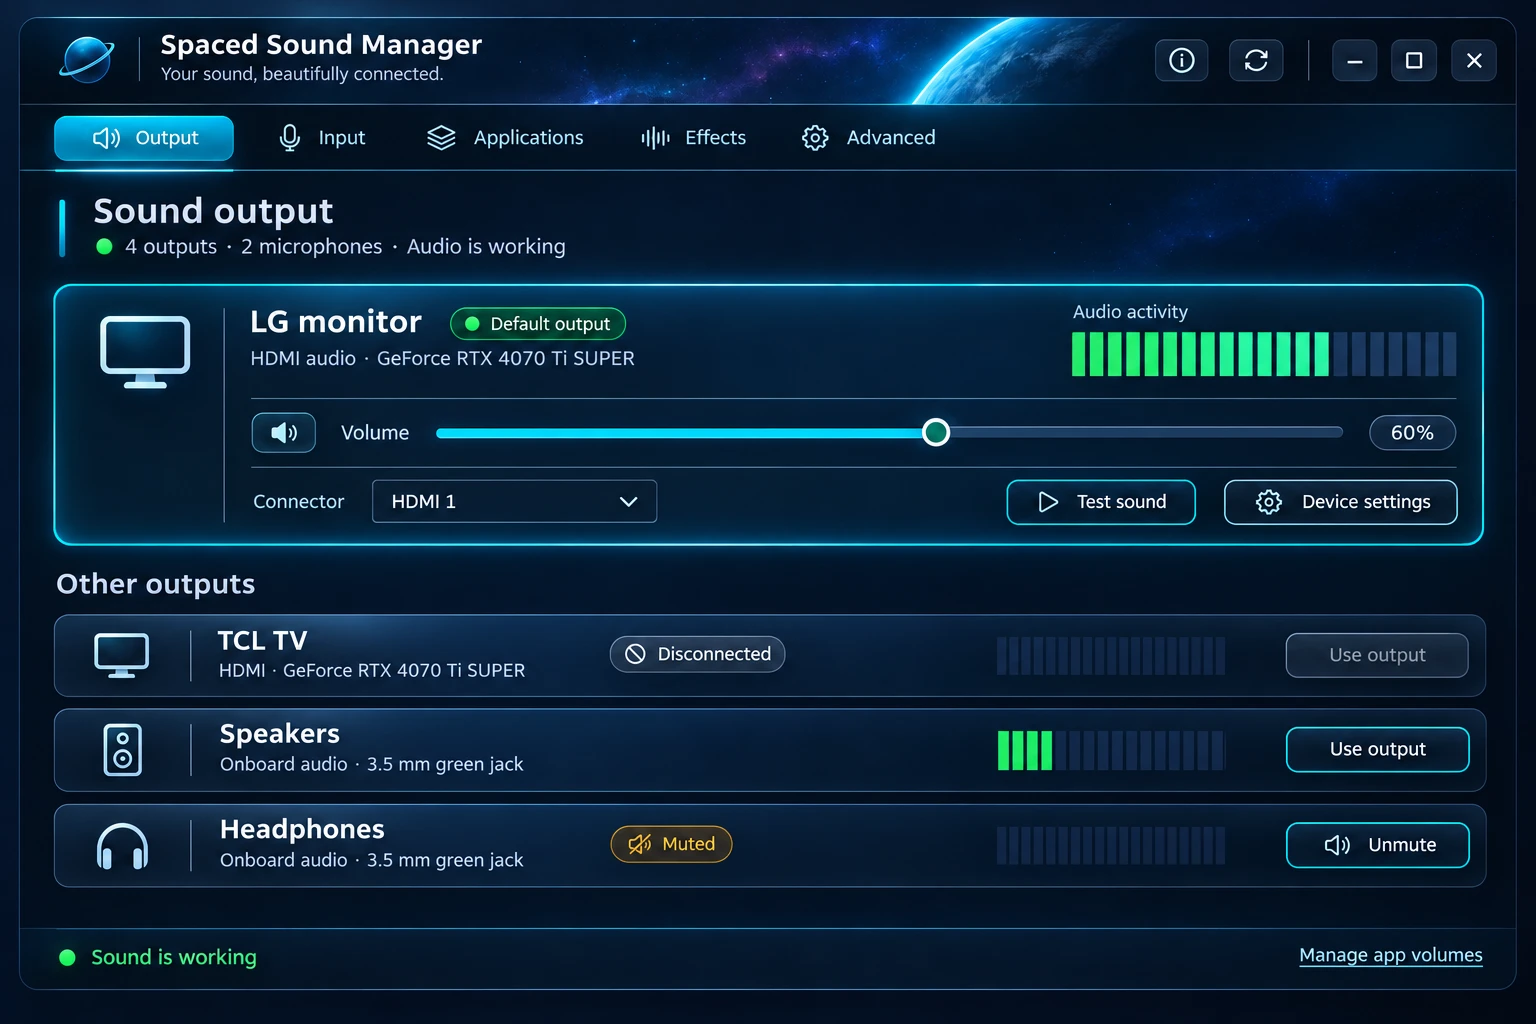 Spaced Sound Manager
Your sound, beautifully connected.
Output
Input
Applications
Effects
Advanced
Sound output
4 outputs · 2 microphones · Audio is working
LG monitor
Default output
HDMI audio · GeForce RTX 4070 Ti SUPER
Audio activity
Volume
60%
Connector
HDMI 1
Test sound
Device settings
Other outputs
TCL TV
HDMI · GeForce RTX 4070 Ti SUPER
Disconnected
Use output
Speakers
Onboard audio · 3.5 mm green jack
Use output
Headphones
Onboard audio · 3.5 mm green jack
Muted
Unmute
Sound is working
Manage app volumes